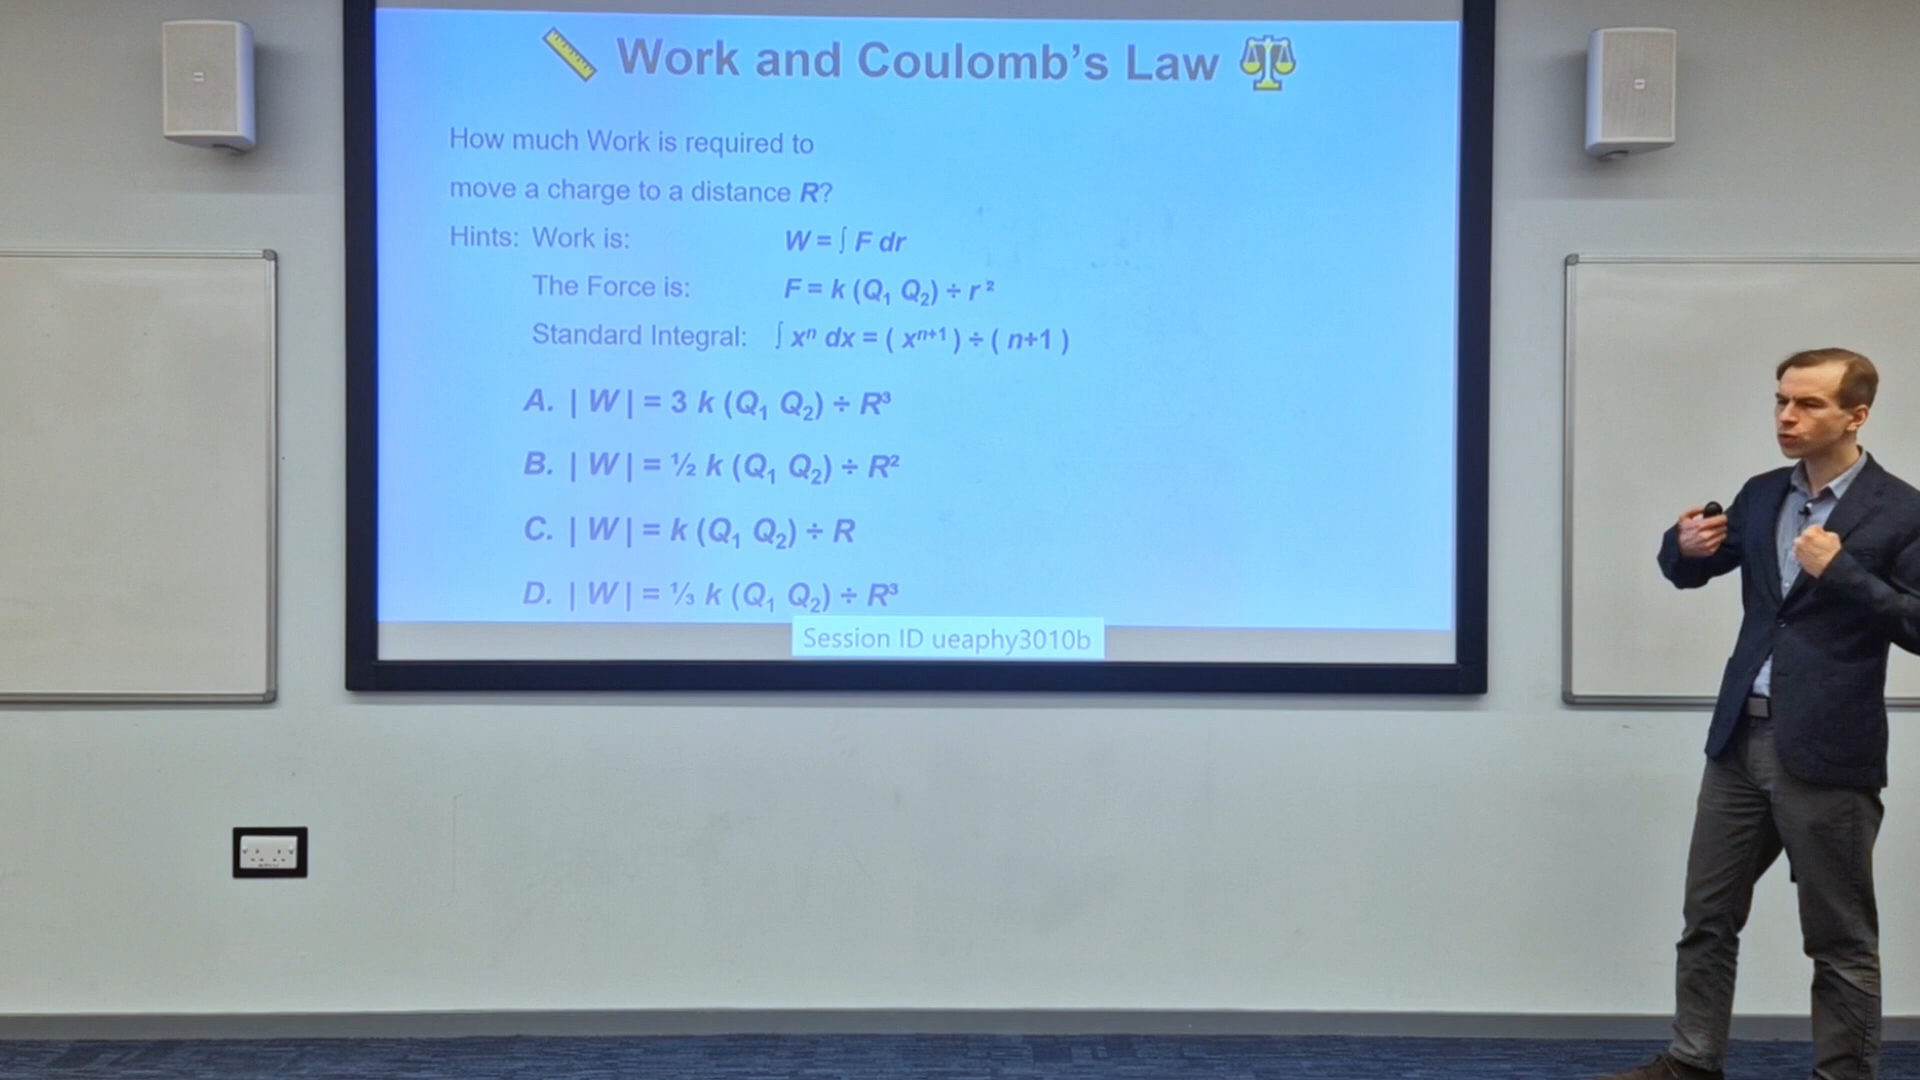 Work and Coulomb's Law
How much Work is required to
move a charge to a distance R?
Hints: Work is: W = ∫ F dr
The Force is: F = k (Q₁ Q₂) ÷ r²
Standard Integral: ∫ xⁿ dx = ( xⁿ⁺¹ ) ÷ ( n+1 )
A. | W | = 3 k (Q₁ Q₂) ÷ R³
B. | W | = ½ k (Q₁ Q₂) ÷ R²
C. | W | = k (Q₁ Q₂) ÷ R
D. | W | = ⅓ k (Q₁ Q₂) ÷ R³
Session ID ueaphy3010b